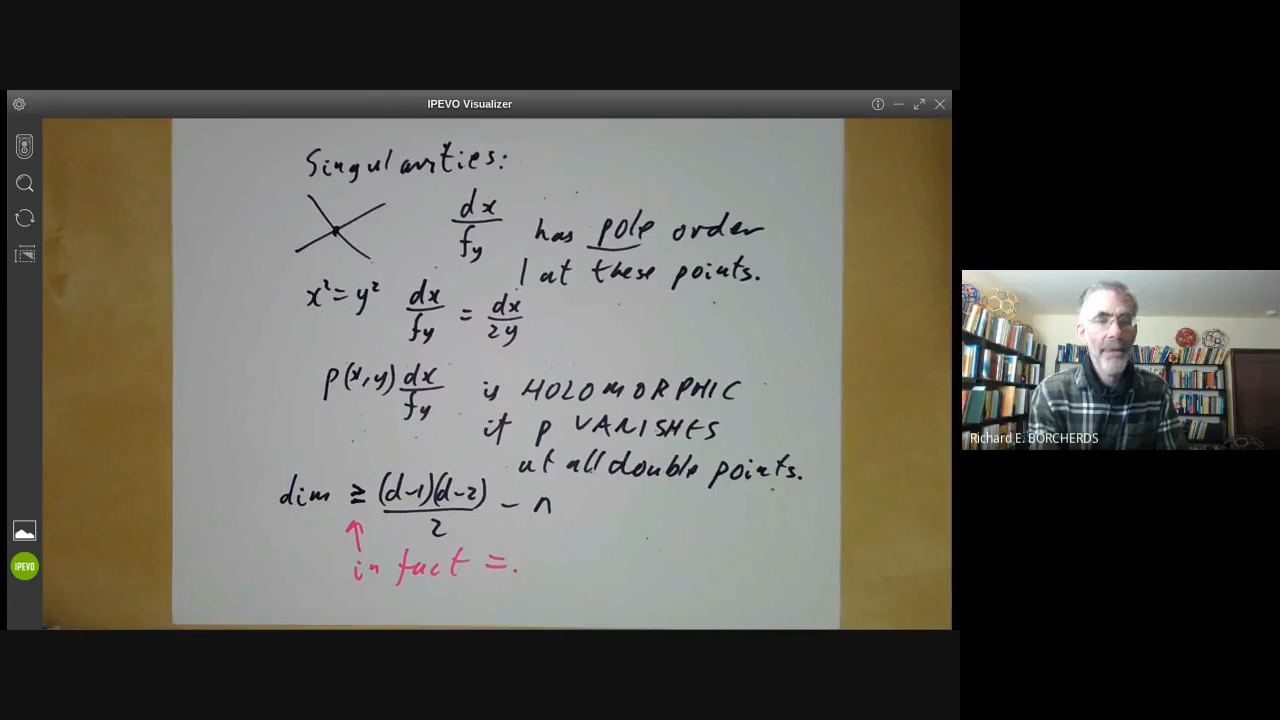 IPEVO Visualizer
Singularities:
dx/fy has pole order
1 at these points.
x² = y² dx/fy = dx/2y
p(x,y) dx/fy is HOLOMORPHIC
if p VANISHES
at all double points.
dim ≥ (d-1)(d-2)/2 - n
↑
in fact =.
IPEVO
Richard E. BORCHERDS